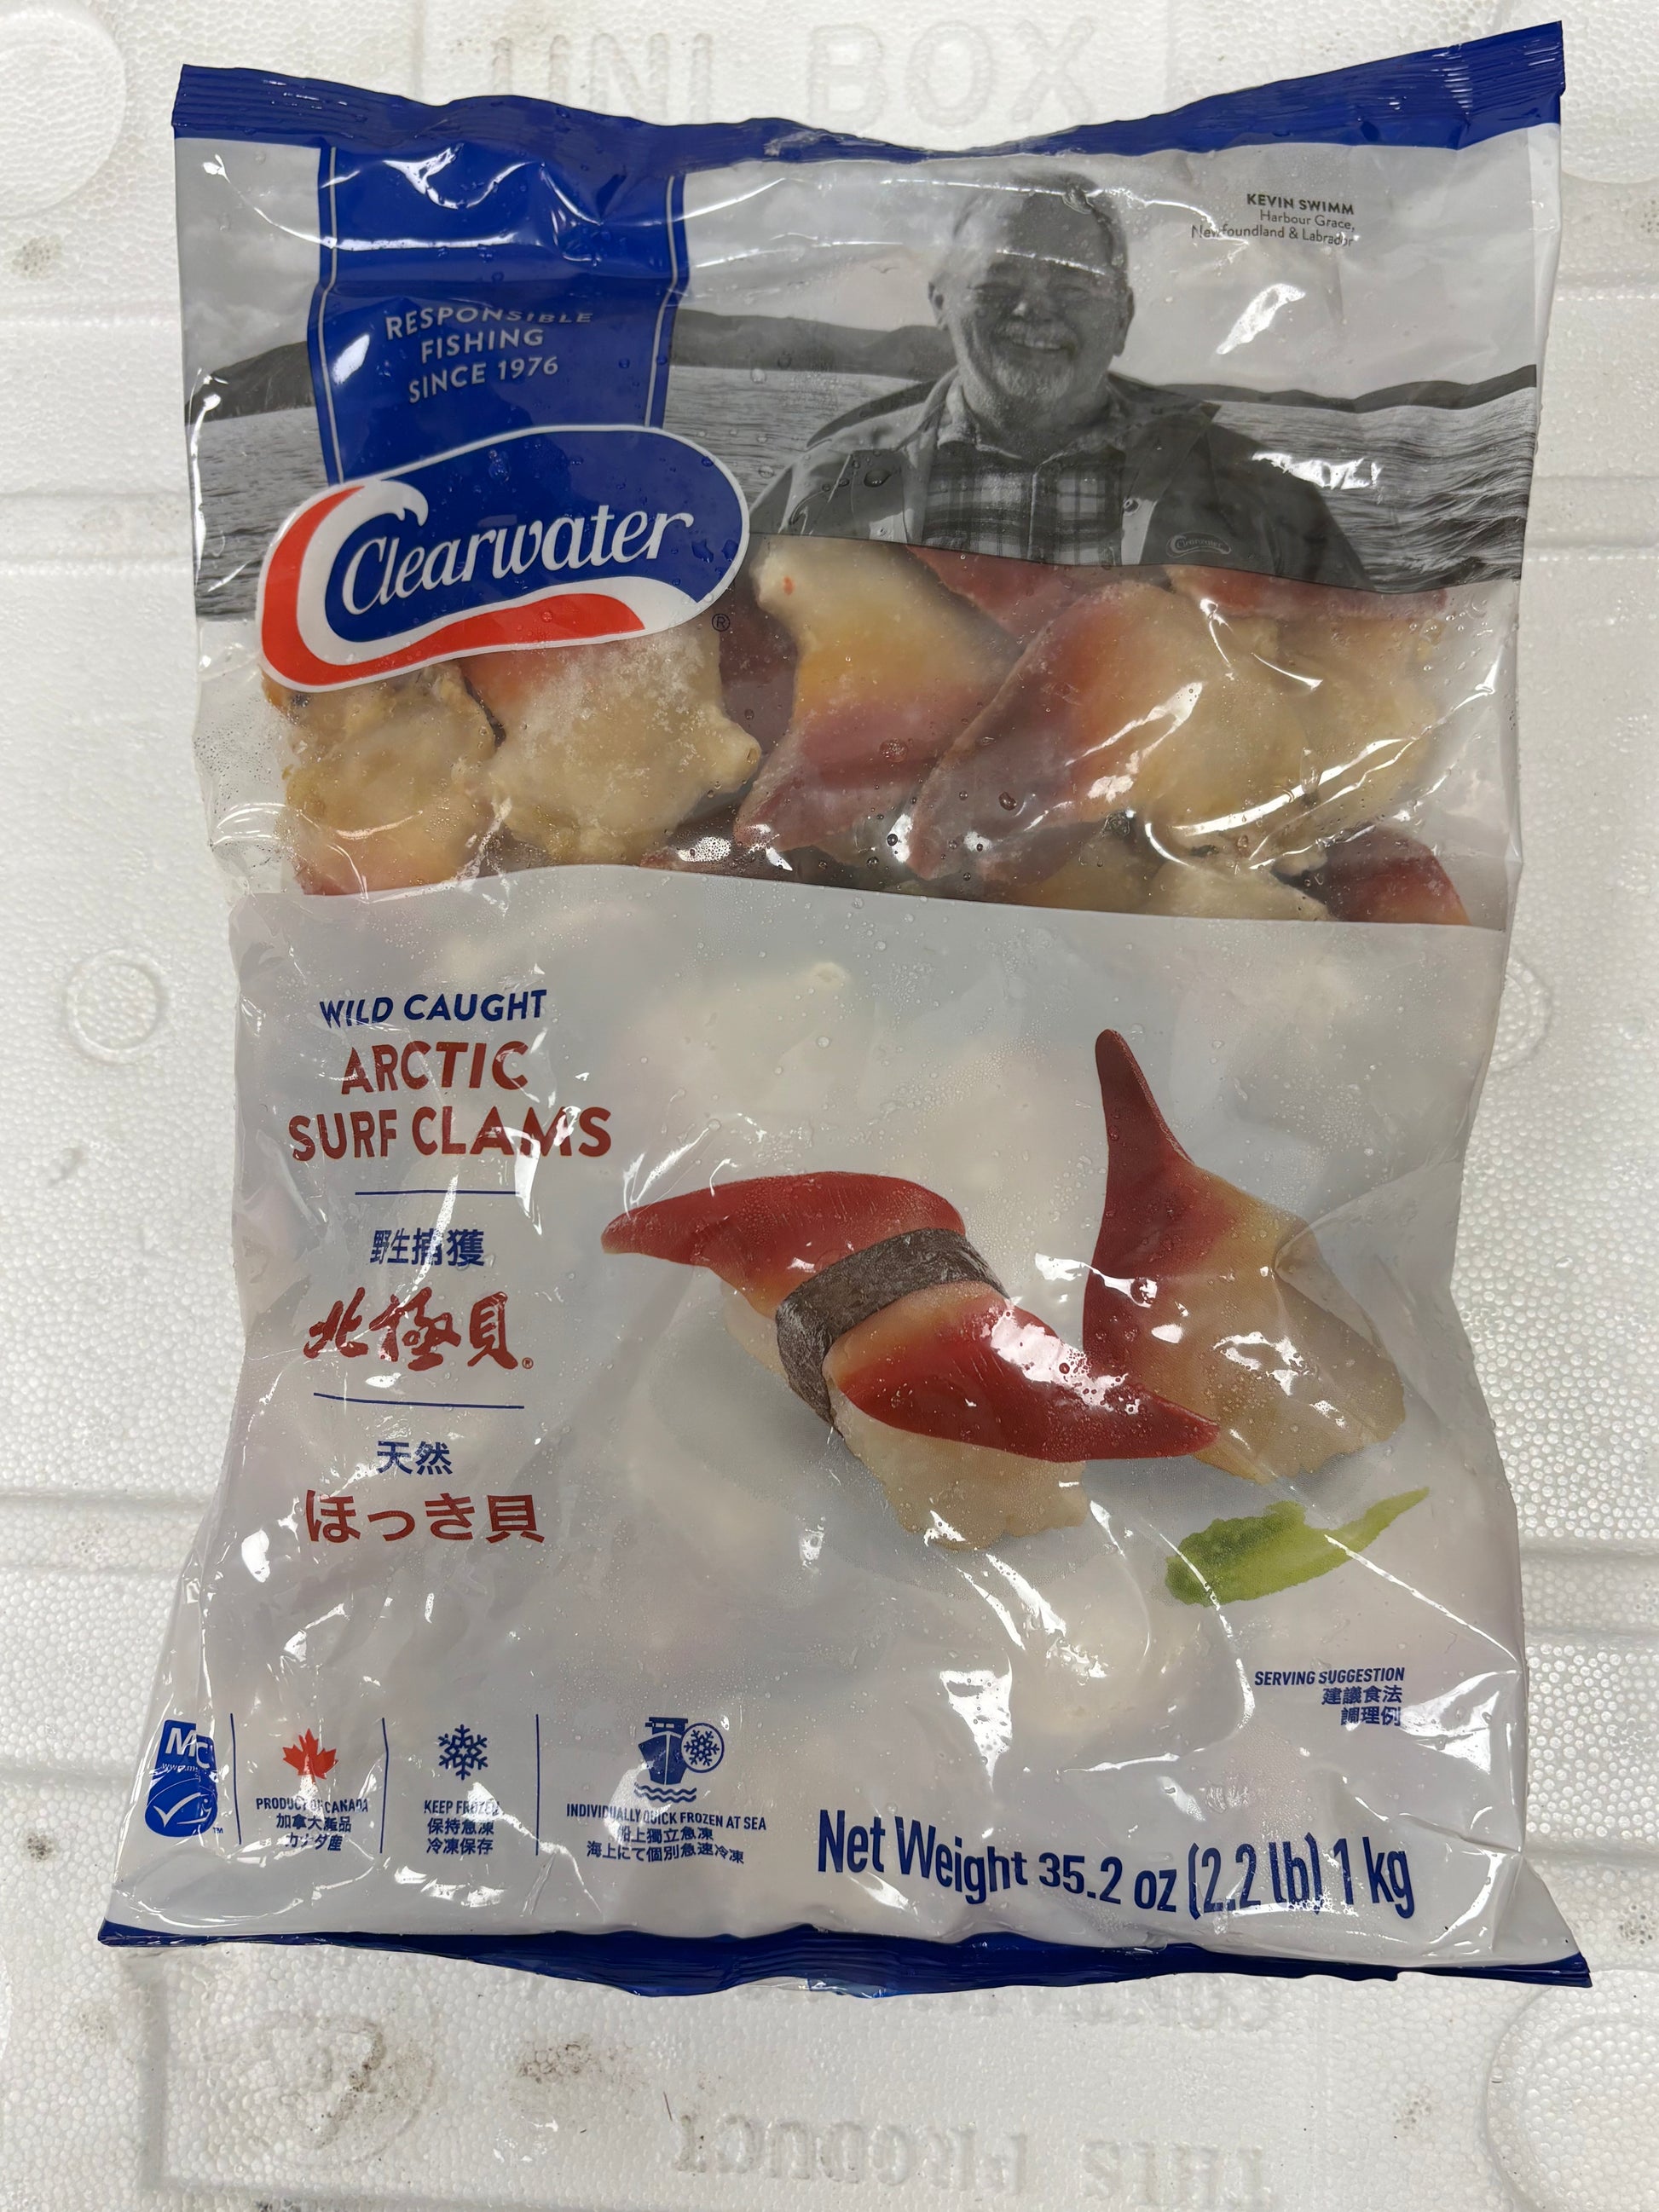 UNI BOX
KEVIN SWIMM
Harbour Grace,
Newfoundland & Labrador
RESPONSIBLE
FISHING
SINCE 1976
Clearwater
®
WILD CAUGHT
ARCTIC
SURF CLAMS
野生捕獲
北極貝®
天然
ほっき貝
SERVING SUGGESTION
建議食法
調理例
PRODUCT OF CANADA
加拿大產品
カナダ産
KEEP FROZEN
保持急凍
冷凍保存
INDIVIDUALLY QUICK FROZEN AT SEA
船上獨立急凍
海上にて個別急速冷凍
Net Weight 35.2 oz (2.2 lb) 1 kg
THIS PRODUCT